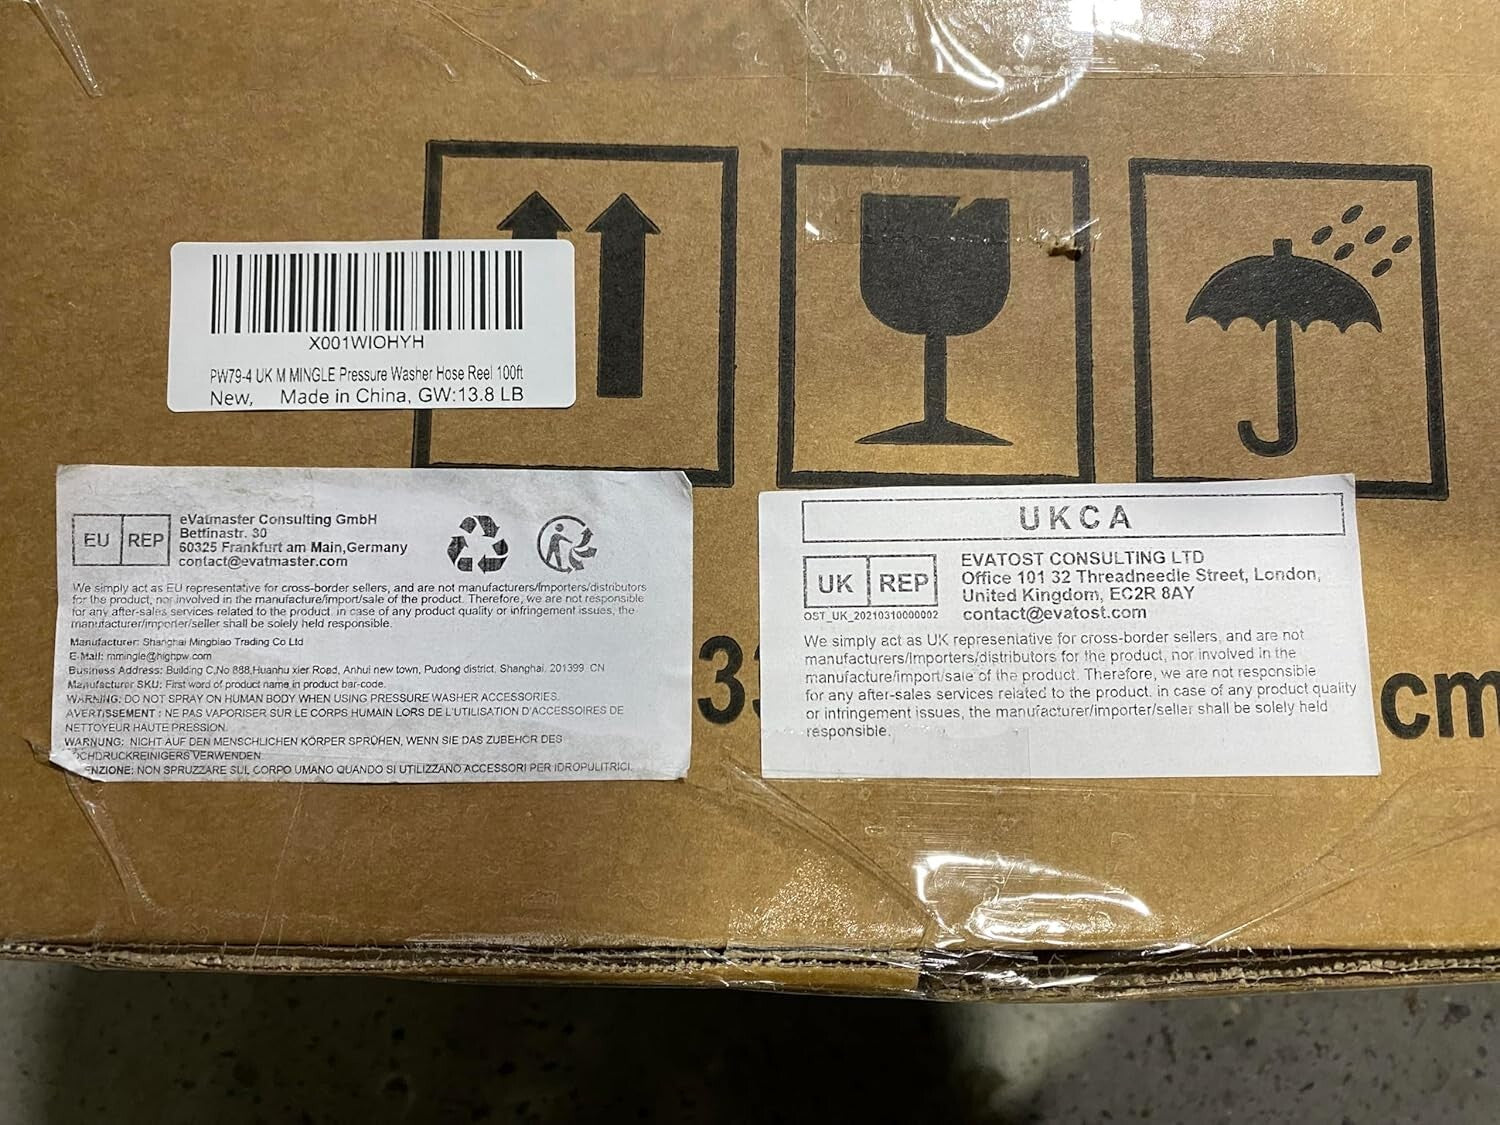 X001WIOHYH
PW79-4 UK M MINGLE Pressure Washer Hose Reel 100ft
New, Made in China, GW:13.8 LB
EU REP
eVatmaster Consulting GmbH
Bettinastr. 30
60325 Frankfurt am Main,Germany
contact@evatmaster.com
We simply act as EU representative for cross-border sellers, and are not manufacturers/importers/distributors
for the product, nor involved in the manufacture/import/sale of the product. Therefore, we are not responsible
for any after-sales services related to the product. in case of any product quality or infringement issues, the
manufacturer/importer/seller shall be solely held responsible.
Manufacturer: Shanghai Mingbiao Trading Co Ltd
E-Mail: mmingle@highpw.com
Business Address: Building C,No 888,Huanhu xier Road, Anhui new town, Pudong district, Shanghai, 201399 CN
Manufacturer SKU: First word of product name in product bar-code.
WARNING: DO NOT SPRAY ON HUMAN BODY WHEN USING PRESSURE WASHER ACCESSORIES.
AVERTISSEMENT : NE PAS VAPORISER SUR LE CORPS HUMAIN LORS DE L'UTILISATION D'ACCESSOIRES DE
NETTOYEUR HAUTE PRESSION.
WARNUNG: NICHT AUF DEN MENSCHLICHEN KÖRPER SPRÜHEN, WENN SIE DAS ZUBEHÖR DES
OCHDRUCKREINIGERS VERWENDEN
ENZIONE: NON SPRUZZARE SUL CORPO UMANO QUANDO SI UTILIZZANO ACCESSORI PER IDROPULITRICI.
UKCA
UK REP
OST_UK_20210310000002
EVATOST CONSULTING LTD
Office 101 32 Threadneedle Street, London,
United Kingdom, EC2R 8AY
contact@evatost.com
We simply act as UK representative for cross-border sellers, and are not
manufacturers/importers/distributors for the product, nor involved in the
manufacture/import/sale of the product. Therefore, we are not responsible
for any after-sales services related to the product. in case of any product quality
or infringement issues, the manufacturer/importer/seller shall be solely held
responsible.
3
cm